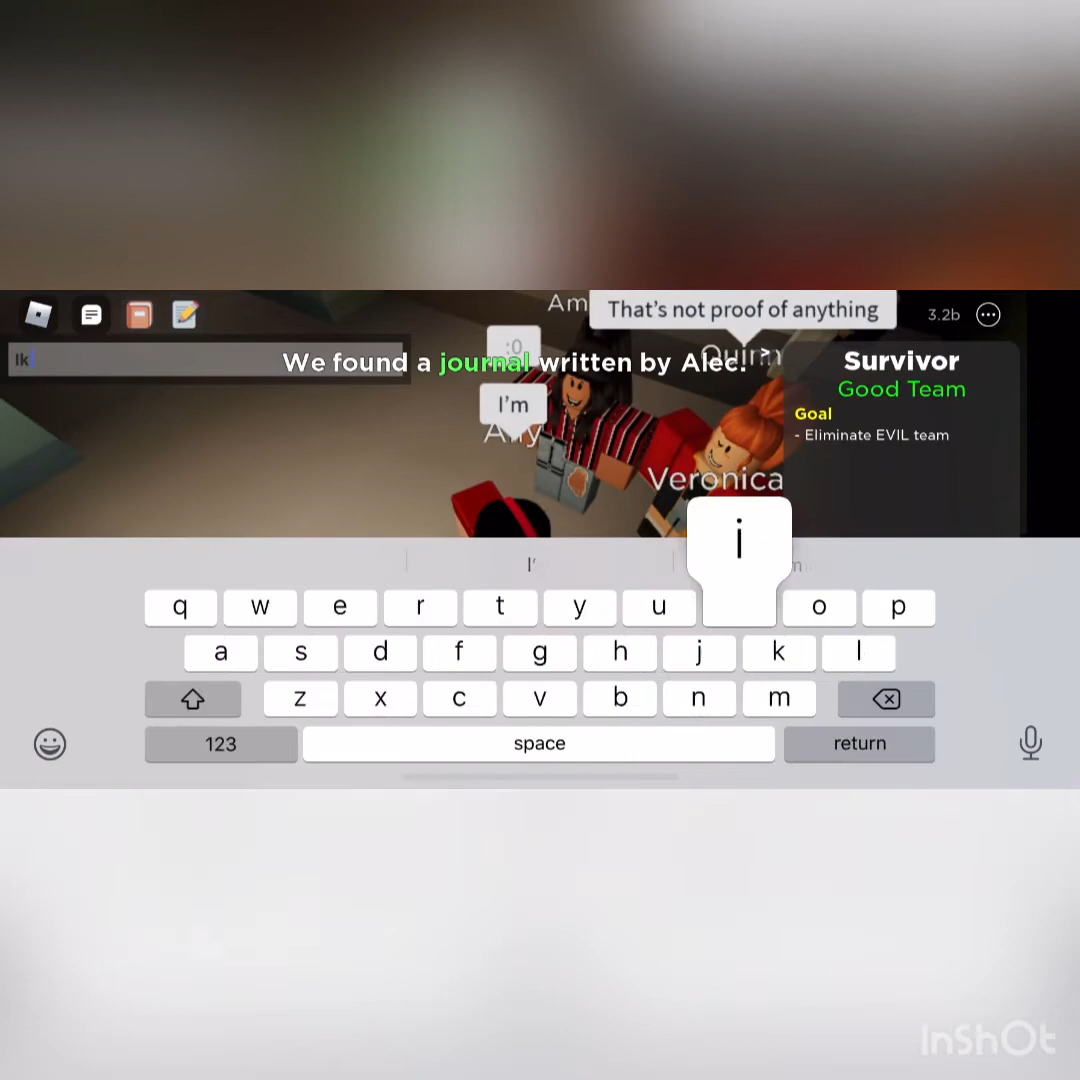 Am
That's not proof of anything
3.2b
Ik
:0
Quinn
We found a journal written by Alec!
>
Survivor
Good Team
Goal
- Eliminate EVIL team
I'm
Veronica
i
I'
q w e r t y u o p
a s d f g h j k l
z x c v b n m
123
space
return
InShOt